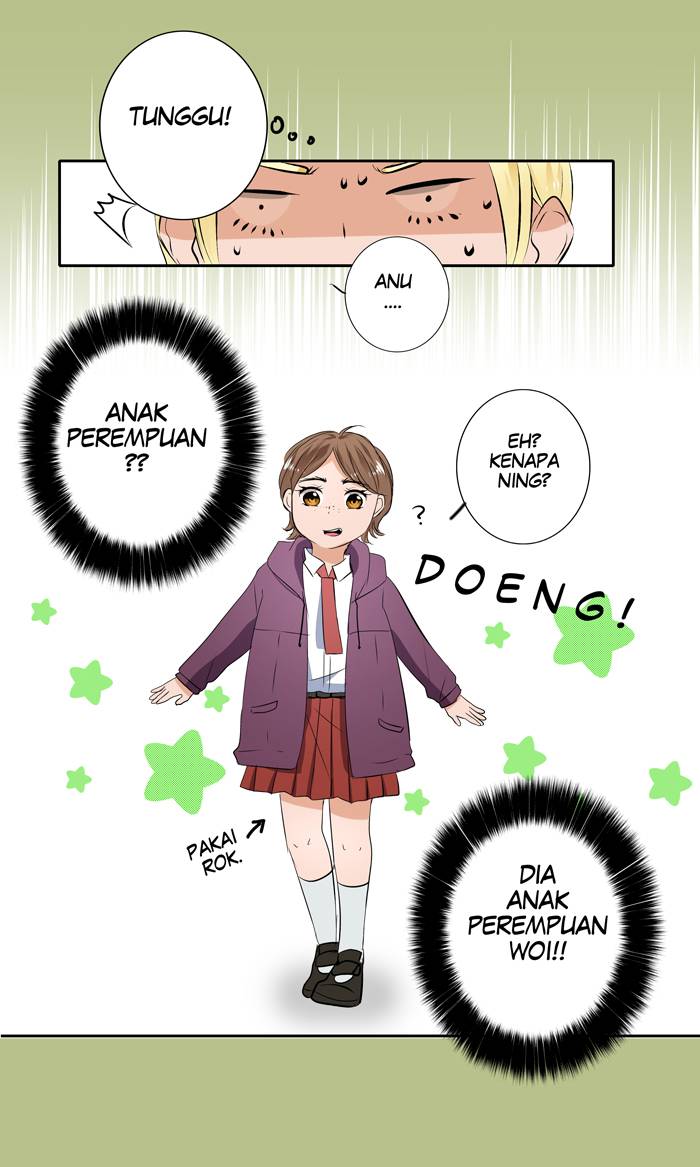 TUNGGU!
ANU
....
ANAK
PEREMPUAN
??
EH?
KENAPA
NING?
?
DOENG!
PAKAI
ROK.
DIA
ANAK
PEREMPUAN
WOI!!